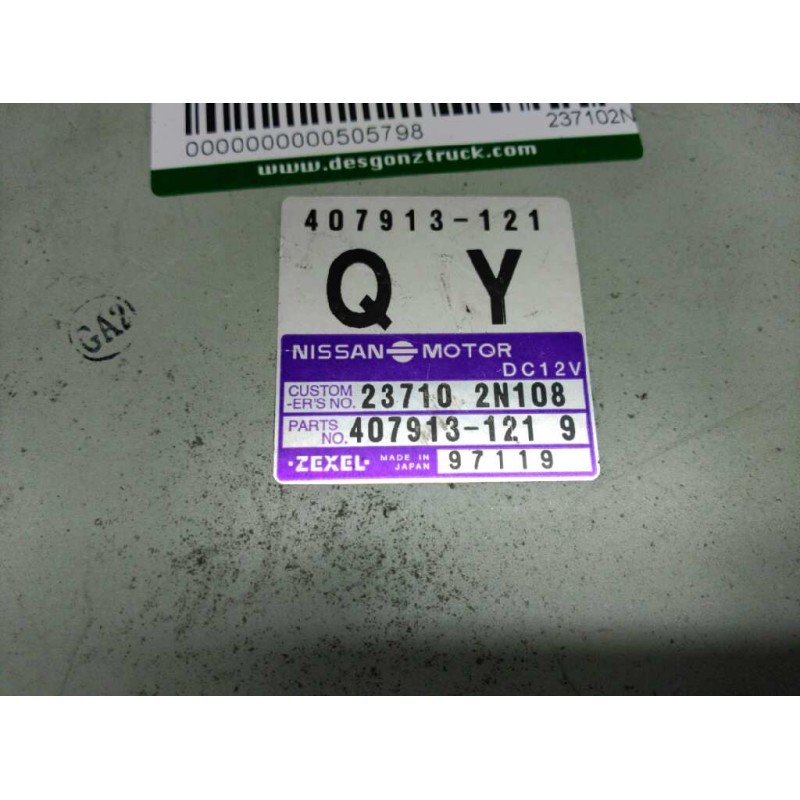 0000000000505798
237102N
www.desgonztruck.com
407913-121
Q Y
GA2
NISSAN MOTOR
DC12V
CUSTOM
-ER'S NO. 23710 2N108
PARTS
NO. 407913-121 9
·ZEXEL· MADE IN
JAPAN 97119